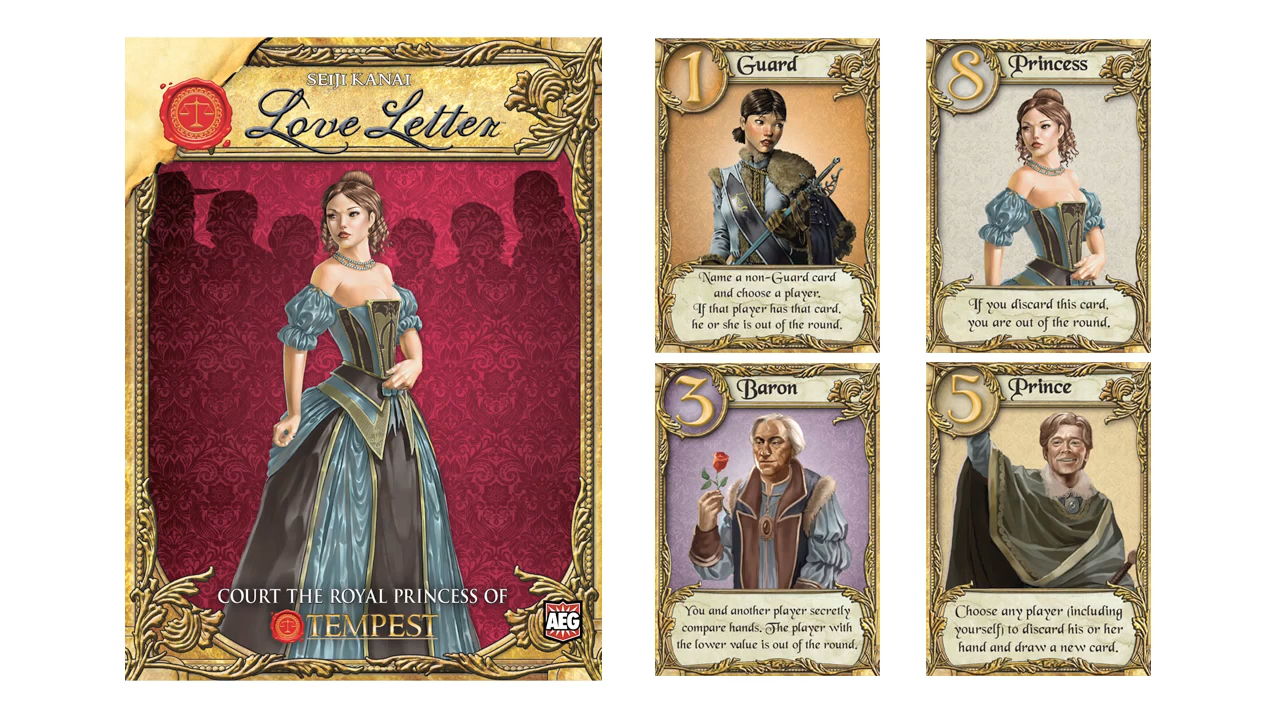 SEIJI KANAI
Love Letter
COURT THE ROYAL PRINCESS OF
TEMPEST
AEG
1 Guard
Name a non-Guard card
and choose a player.
If that player has that card,
he or she is out of the round.
8 Princess
If you discard this card,
you are out of the round.
3 Baron
You and another player secretly
compare hands. The player with
the lower value is out of the round.
5 Prince
Choose any player (including
yourself) to discard his or her
hand and draw a new card.